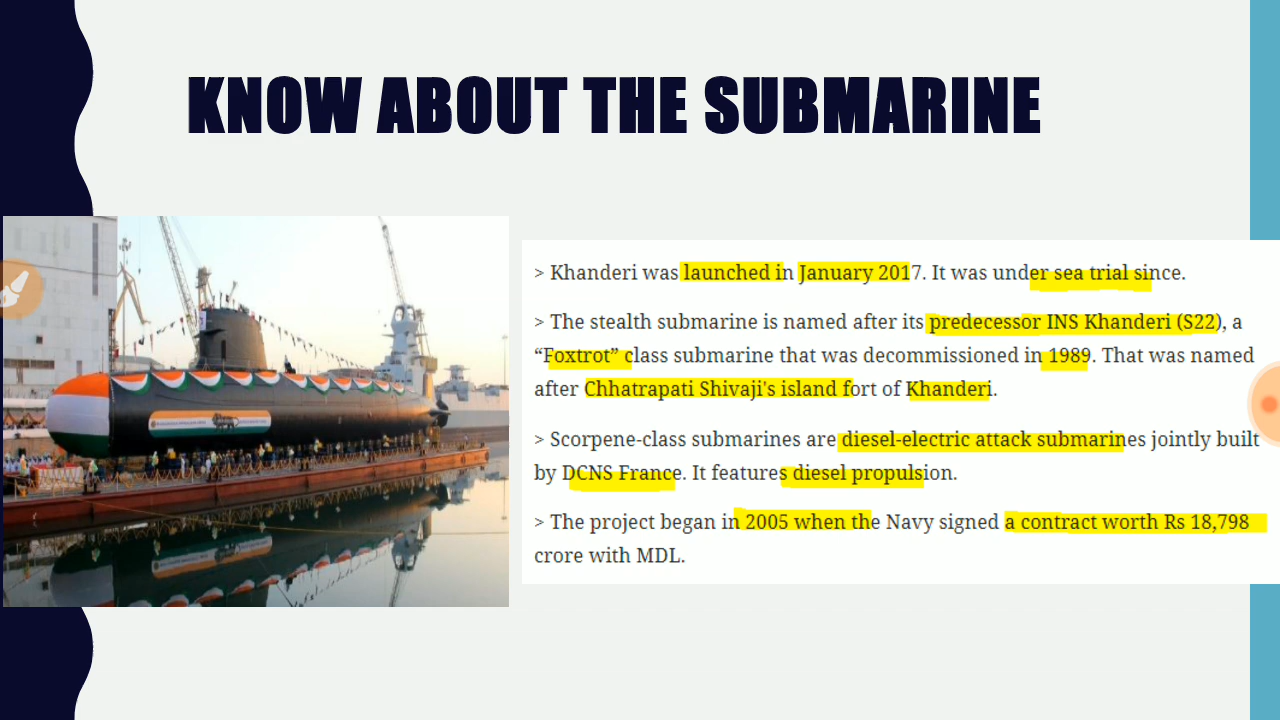 KNOW ABOUT THE SUBMARINE
> Khanderi was launched in January 2017. It was under sea trial since.
> The stealth submarine is named after its predecessor INS Khanderi (S22), a
“Foxtrot” class submarine that was decommissioned in 1989. That was named
after Chhatrapati Shivaji's island fort of Khanderi.
> Scorpene-class submarines are diesel-electric attack submarines jointly built
by DCNS France. It features diesel propulsion.
> The project began in 2005 when the Navy signed a contract worth Rs 18,798
crore with MDL.